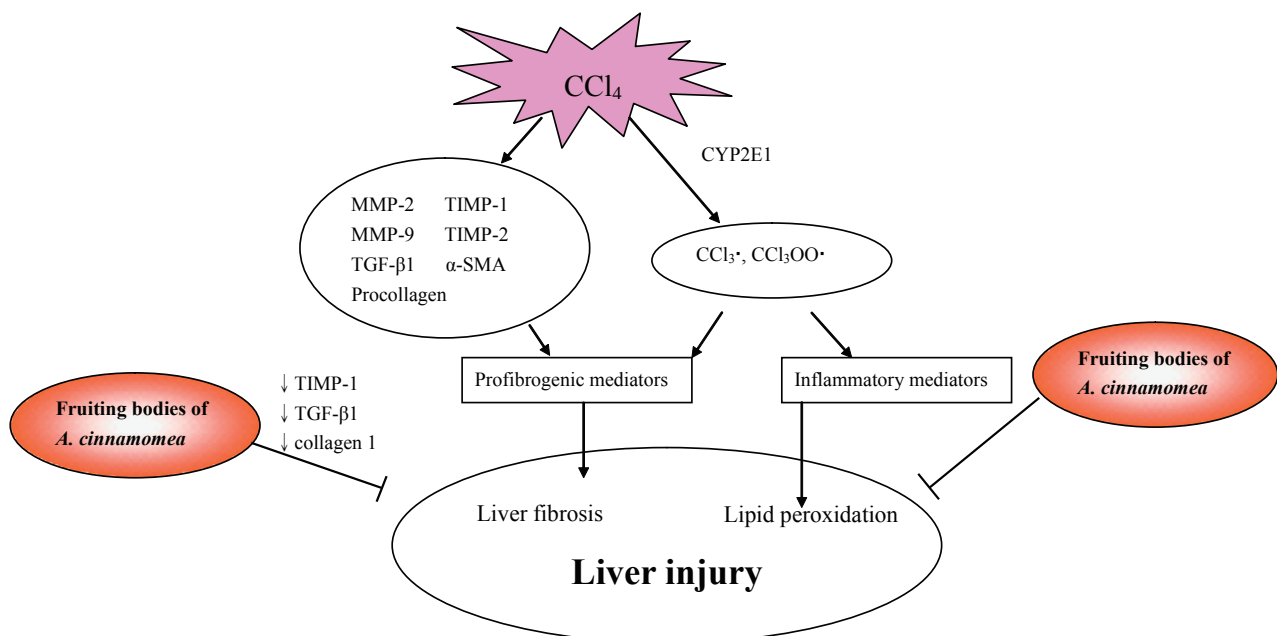 CCl₄
CYP2E1
MMP-2 TIMP-1
MMP-9 TIMP-2
TGF-β1 α-SMA
Procollagen
CCl₃·, CCl₃OO·
Profibrogenic mediators
Inflammatory mediators
Fruiting bodies of
A. cinnamomea
↓ TIMP-1
↓ TGF-β1
↓ collagen 1
Fruiting bodies of
A. cinnamomea
Liver fibrosis
Lipid peroxidation
Liver injury